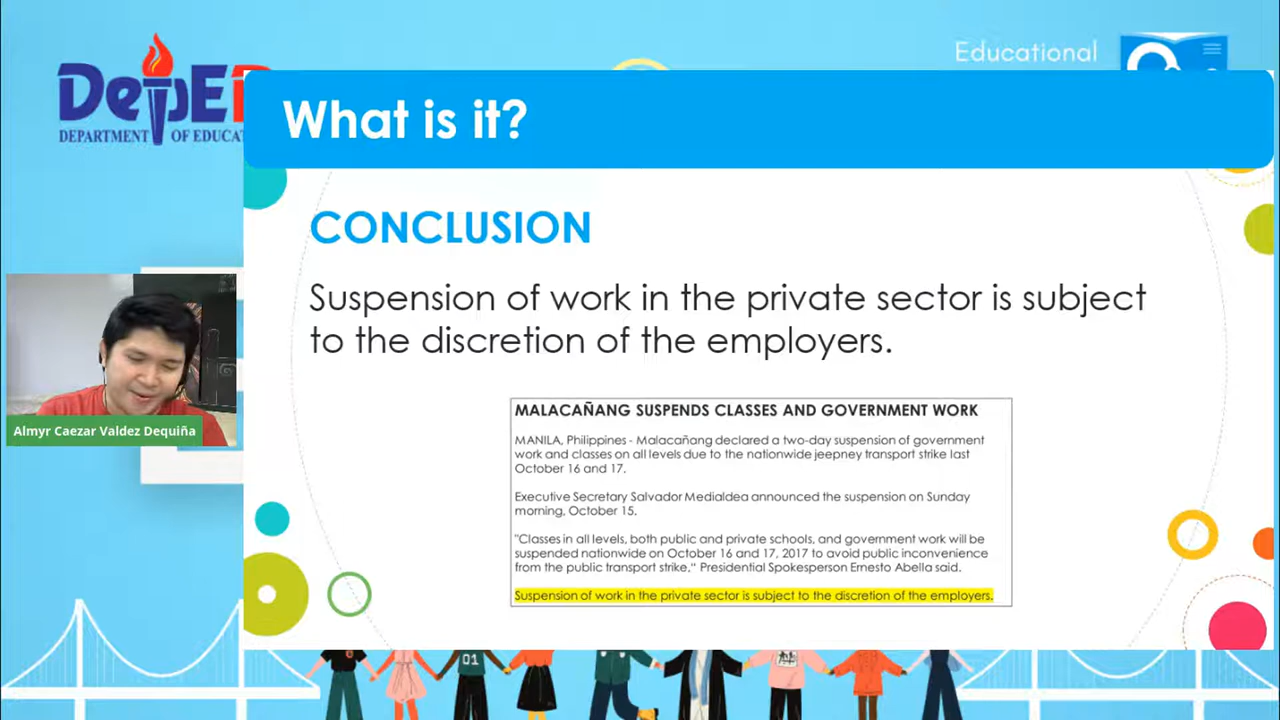 Educational
DepED
DEPARTMENT OF EDUCAT
What is it?
CONCLUSION
Suspension of work in the private sector is subject
to the discretion of the employers.
MALACAÑANG SUSPENDS CLASSES AND GOVERNMENT WORK
MANILA, Philippines - Malacañang declared a two-day suspension of government
work and classes on all levels due to the nationwide jeepney transport strike last
October 16 and 17.
Executive Secretary Salvador Medialdea announced the suspension on Sunday
morning, October 15.
"Classes in all levels, both public and private schools, and government work will be
suspended nationwide on October 16 and 17, 2017 to avoid public inconvenience
from the public transport strike," Presidential Spokesperson Ernesto Abella said.
Suspension of work in the private sector is subject to the discretion of the employers.
Almyr Caezar Valdez Dequiña
01